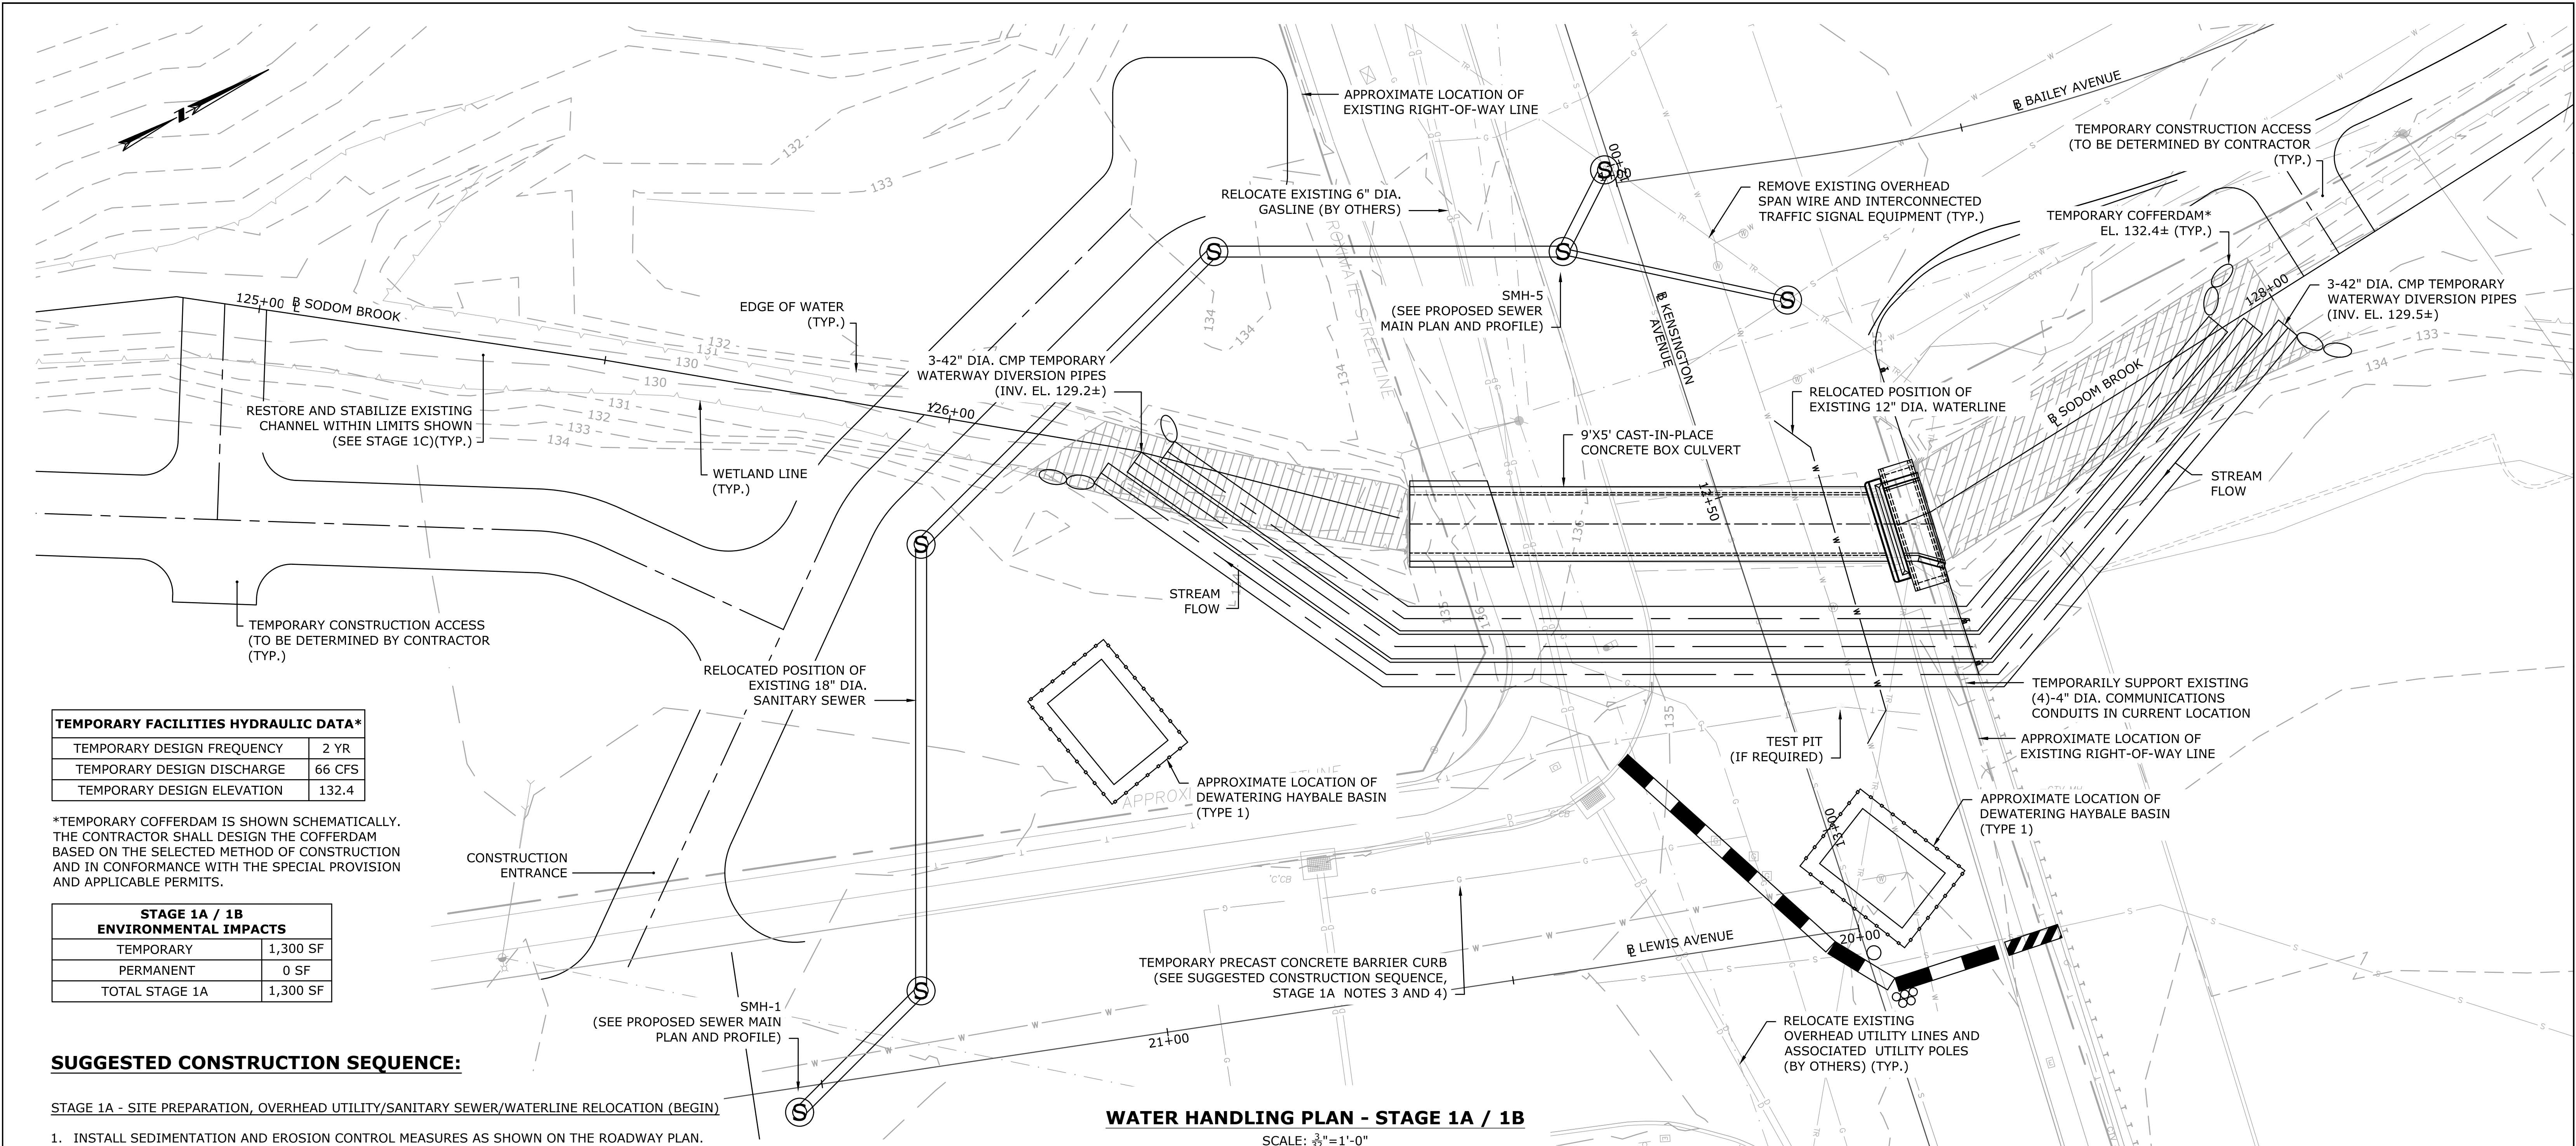 APPROXIMATE LOCATION OF
EXISTING RIGHT-OF-WAY LINE
BAILEY AVENUE
TEMPORARY CONSTRUCTION ACCESS
(TO BE DETERMINED BY CONTRACTOR
(TYP.)
RELOCATE EXISTING 6" DIA.
GASLINE (BY OTHERS)
REMOVE EXISTING OVERHEAD
SPAN WIRE AND INTERCONNECTED
TRAFFIC SIGNAL EQUIPMENT (TYP.)
TEMPORARY COFFERDAM*
EL. 132.4± (TYP.)
3-42" DIA. CMP TEMPORARY
WATERWAY DIVERSION PIPES
(INV. EL. 129.5±)
128+00
125+00 SODOM BROOK
EDGE OF WATER
(TYP.)
SMH-5
(SEE PROPOSED SEWER
MAIN PLAN AND PROFILE)
KENSINGTON
AVENUE
3-42" DIA. CMP TEMPORARY
WATERWAY DIVERSION PIPES
(INV. EL. 129.2±)
RESTORE AND STABILIZE EXISTING
CHANNEL WITHIN LIMITS SHOWN
(SEE STAGE 1C)(TYP.)
126+00
WETLAND LINE
(TYP.)
RELOCATED POSITION OF
EXISTING 12" DIA. WATERLINE
9'X5' CAST-IN-PLACE
CONCRETE BOX CULVERT
12+50
SODOM BROOK
STREAM
FLOW
STREAM
FLOW
TEMPORARY CONSTRUCTION ACCESS
(TO BE DETERMINED BY CONTRACTOR
(TYP.)
RELOCATED POSITION OF
EXISTING 18" DIA.
SANITARY SEWER
TEMPORARILY SUPPORT EXISTING
(4)-4" DIA. COMMUNICATIONS
CONDUITS IN CURRENT LOCATION
APPROXIMATE LOCATION OF
EXISTING RIGHT-OF-WAY LINE
TEST PIT
(IF REQUIRED)
APPROXIMATE LOCATION OF
DEWATERING HAYBALE BASIN
(TYPE 1)
APPROXIMATE LOCATION OF
DEWATERING HAYBALE BASIN
(TYPE 1)
13+00
TEMPORARY FACILITIES HYDRAULIC DATA*
TEMPORARY DESIGN FREQUENCY 2 YR
TEMPORARY DESIGN DISCHARGE 66 CFS
TEMPORARY DESIGN ELEVATION 132.4
*TEMPORARY COFFERDAM IS SHOWN SCHEMATICALLY.
THE CONTRACTOR SHALL DESIGN THE COFFERDAM
BASED ON THE SELECTED METHOD OF CONSTRUCTION
AND IN CONFORMANCE WITH THE SPECIAL PROVISION
AND APPLICABLE PERMITS.
CONSTRUCTION
ENTRANCE
STAGE 1A / 1B
ENVIRONMENTAL IMPACTS
TEMPORARY 1,300 SF
PERMANENT 0 SF
TOTAL STAGE 1A 1,300 SF
LEWIS AVENUE
20+00
TEMPORARY PRECAST CONCRETE BARRIER CURB
(SEE SUGGESTED CONSTRUCTION SEQUENCE,
STAGE 1A NOTES 3 AND 4)
SMH-1
(SEE PROPOSED SEWER MAIN
PLAN AND PROFILE)
21+00
RELOCATE EXISTING
OVERHEAD UTILITY LINES AND
ASSOCIATED UTILITY POLES
(BY OTHERS) (TYP.)
SUGGESTED CONSTRUCTION SEQUENCE:
STAGE 1A - SITE PREPARATION, OVERHEAD UTILITY/SANITARY SEWER/WATERLINE RELOCATION (BEGIN)
1. INSTALL SEDIMENTATION AND EROSION CONTROL MEASURES AS SHOWN ON THE ROADWAY PLAN.
WATER HANDLING PLAN - STAGE 1A / 1B
SCALE: 3/32"=1'-0"